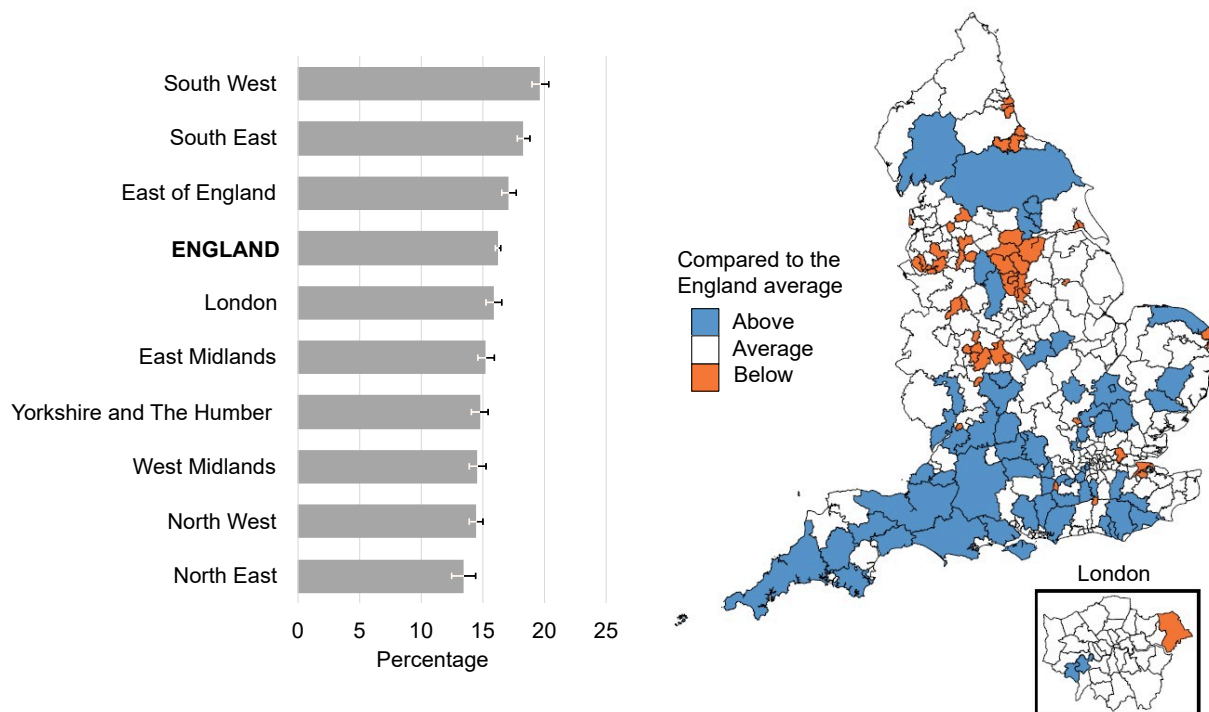 South West
South East
East of England
ENGLAND
London
East Midlands
Yorkshire and The Humber
West Midlands
North West
North East
0 5 10 15 20 25
Percentage
Compared to the
England average
Above
Average
Below
London